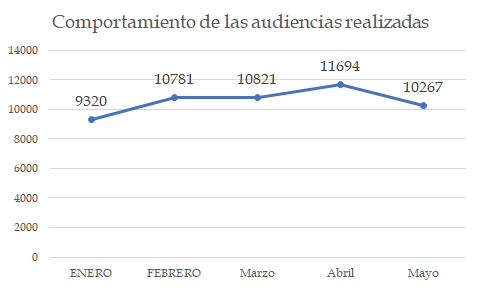 Comportamiento de las audiencias realizadas
14000
12000
10000
8000
6000
4000
2000
0
9320
10781
10821
11694
10267
ENERO
FEBRERO
Marzo
Abril
Mayo